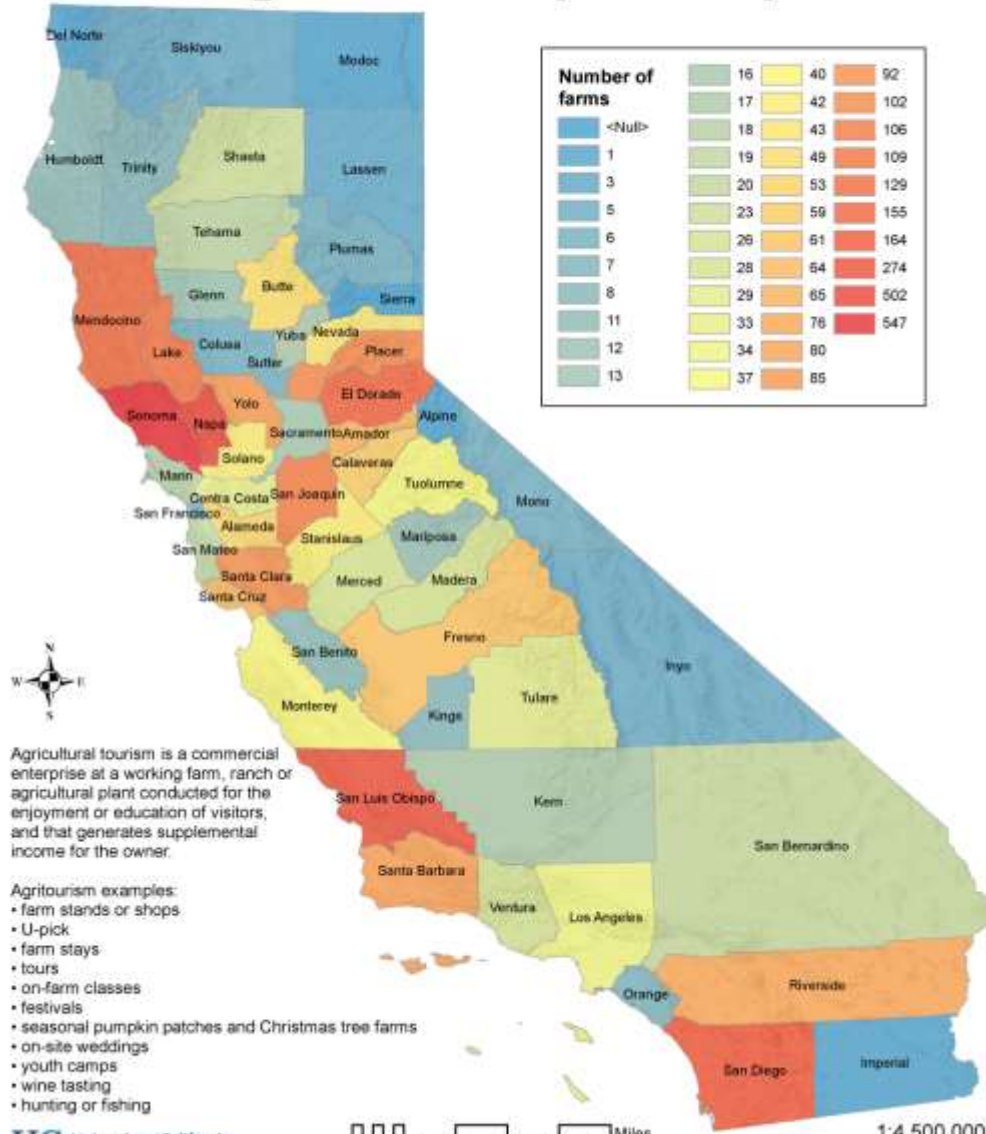 Del Norte
Siskiyou
Modoc
Humboldt
Trinity
Shasta
Lassen
Tehama
Plumas
Glenn
Butte
Sierra
Mendocino
Colusa
Yuba
Nevada
Lake
Sutter
Placer
Sonoma
Napa
Yolo
El Dorado
Alpine
Sacramento
Amador
Solano
Marin
Calaveras
Contra Costa
San Joaquin
Tuolumne
Mono
San Francisco
Alameda
Stanislaus
Mariposa
San Mateo
Santa Clara
Merced
Madera
Santa Cruz
Fresno
San Benito
Inyo
Monterey
Kings
Tulare
San Luis Obispo
Kern
San Bernardino
Santa Barbara
Ventura
Los Angeles
Orange
Riverside
San Diego
Imperial
Number of
farms
<Null>
1
3
5
6
7
8
11
12
13
16
17
18
19
20
23
26
28
29
33
34
37
40
42
43
49
53
59
61
64
65
76
80
85
92
102
106
109
129
155
164
274
502
547
N
W E
S
Agricultural tourism is a commercial
enterprise at a working farm, ranch or
agricultural plant conducted for the
enjoyment or education of visitors,
and that generates supplemental
income for the owner.
Agritourism examples:
• farm stands or shops
• U-pick
• farm stays
• tours
• on-farm classes
• festivals
• seasonal pumpkin patches and Christmas tree farms
• on-site weddings
• youth camps
• wine tasting
• hunting or fishing
Miles
1:4,500,000